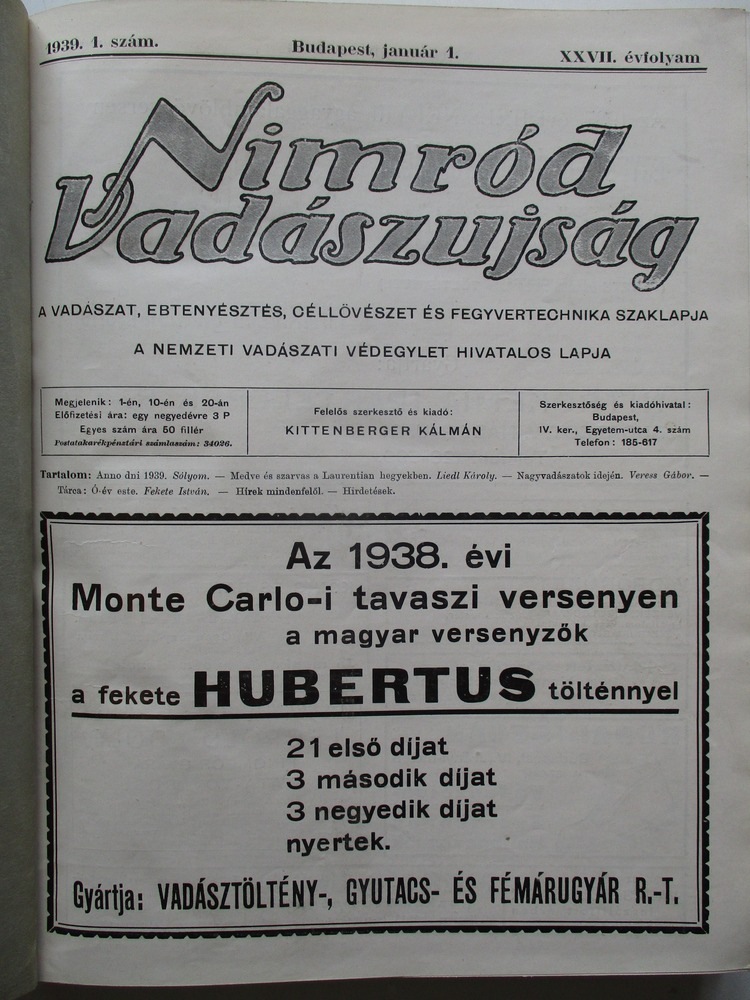 1939. 1. szám. Budapest, január 1. XXVII. évfolyam
Nimród
Vadászujság
A VADÁSZAT, EBTENYÉSZTÉS, CÉLLÖVÉSZET ÉS FEGYVERTECHNIKA SZAKLAPJA
A NEMZETI VADÁSZATI VÉDEGYLET HIVATALOS LAPJA
Megjelenik: 1-én, 10-én és 20-án
Előfizetési ára: egy negyedévre 3 P
Egyes szám ára 50 fillér
Postatakarékpénztári számlaszám: 34026.
Felelős szerkesztő és kiadó:
KITTENBERGER KÁLMÁN
Szerkesztőség és kiadóhivatal:
Budapest,
IV. ker., Egyetem-utca 4. szám
Telefon: 185-617
Tartalom: Anno dni 1939. Sólyom. — Medve és szarvas a Laurentian hegyekben. Liedl Károly. — Nagyvadászatok idején. Veress Gábor. —
Tárca: Ó-év este. Fekete István. — Hírek mindenfelől. — Hirdetések.
Az 1938. évi
Monte Carlo-i tavaszi versenyen
a magyar versenyzők
a fekete HUBERTUS tölténnyel
21 első díjat
3 második díjat
3 negyedik díjat
nyertek.
Gyártja: VADÁSZTÖLTÉNY-, GYUTACS- ÉS FÉMÁRUGYÁR R.-T.